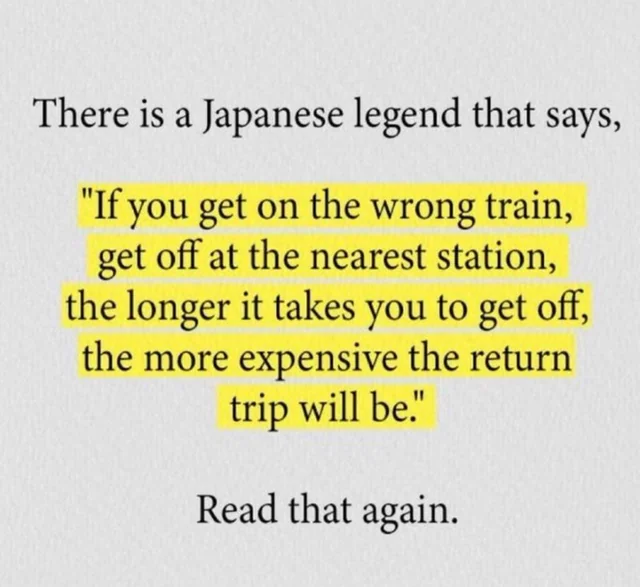 There is a Japanese legend that says,
"If you get on the wrong train,
get off at the nearest station,
the longer it takes you to get off,
the more expensive the return
trip will be."
Read that again.